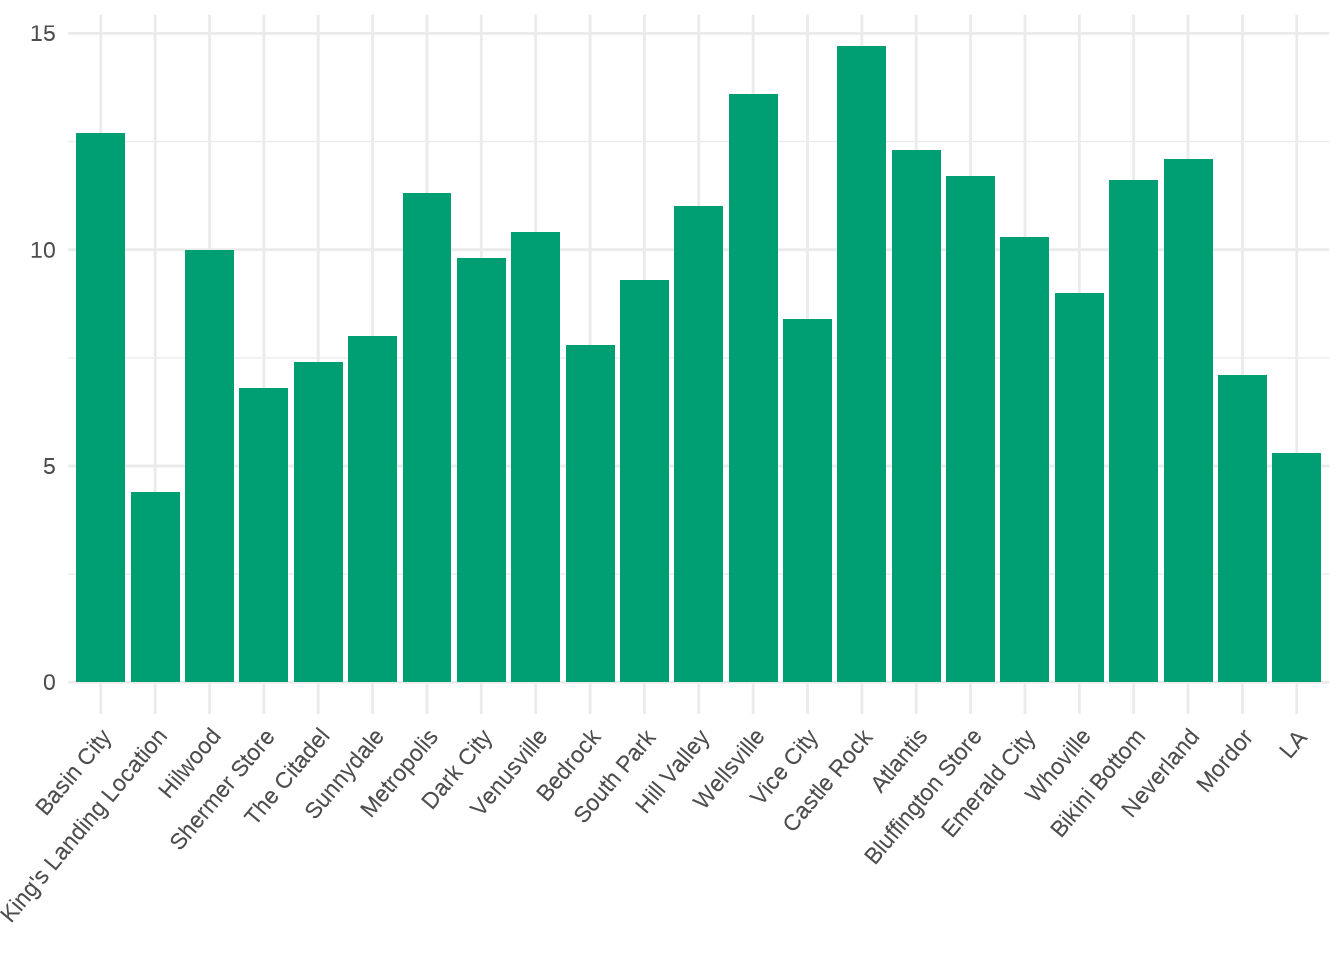 15
10
5
0
Basin City
King's Landing Location
Hilwood
Shermer Store
The Citadel
Sunnydale
Metropolis
Dark City
Venusville
Bedrock
South Park
Hill Valley
Wellsville
Vice City
Castle Rock
Atlantis
Bluffington Store
Emerald City
Whoville
Bikini Bottom
Neverland
Mordor
LA